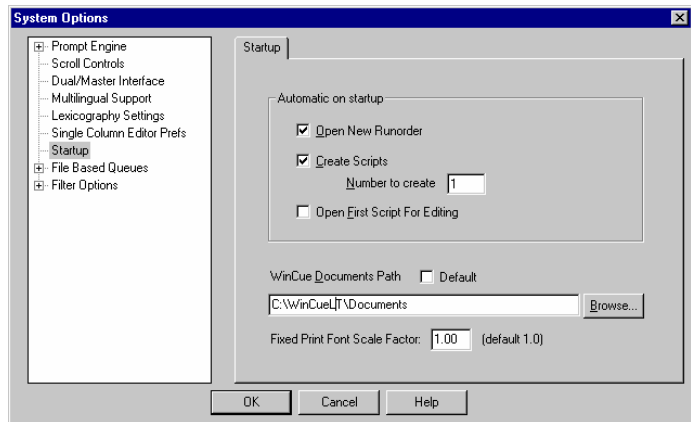 System Options
Prompt Engine
Scroll Controls
Dual/Master Interface
Multilingual Support
Lexicography Settings
Single Column Editor Prefs
Startup
File Based Queues
Filter Options
Startup
Automatic on startup
Open New Runorder
Create Scripts
Number to create 1
Open First Script For Editing
WinCue Documents Path Default
C:\WinCueLT\Documents Browse...
Fixed Print Font Scale Factor: 1.00 (default 1.0)
OK Cancel Help